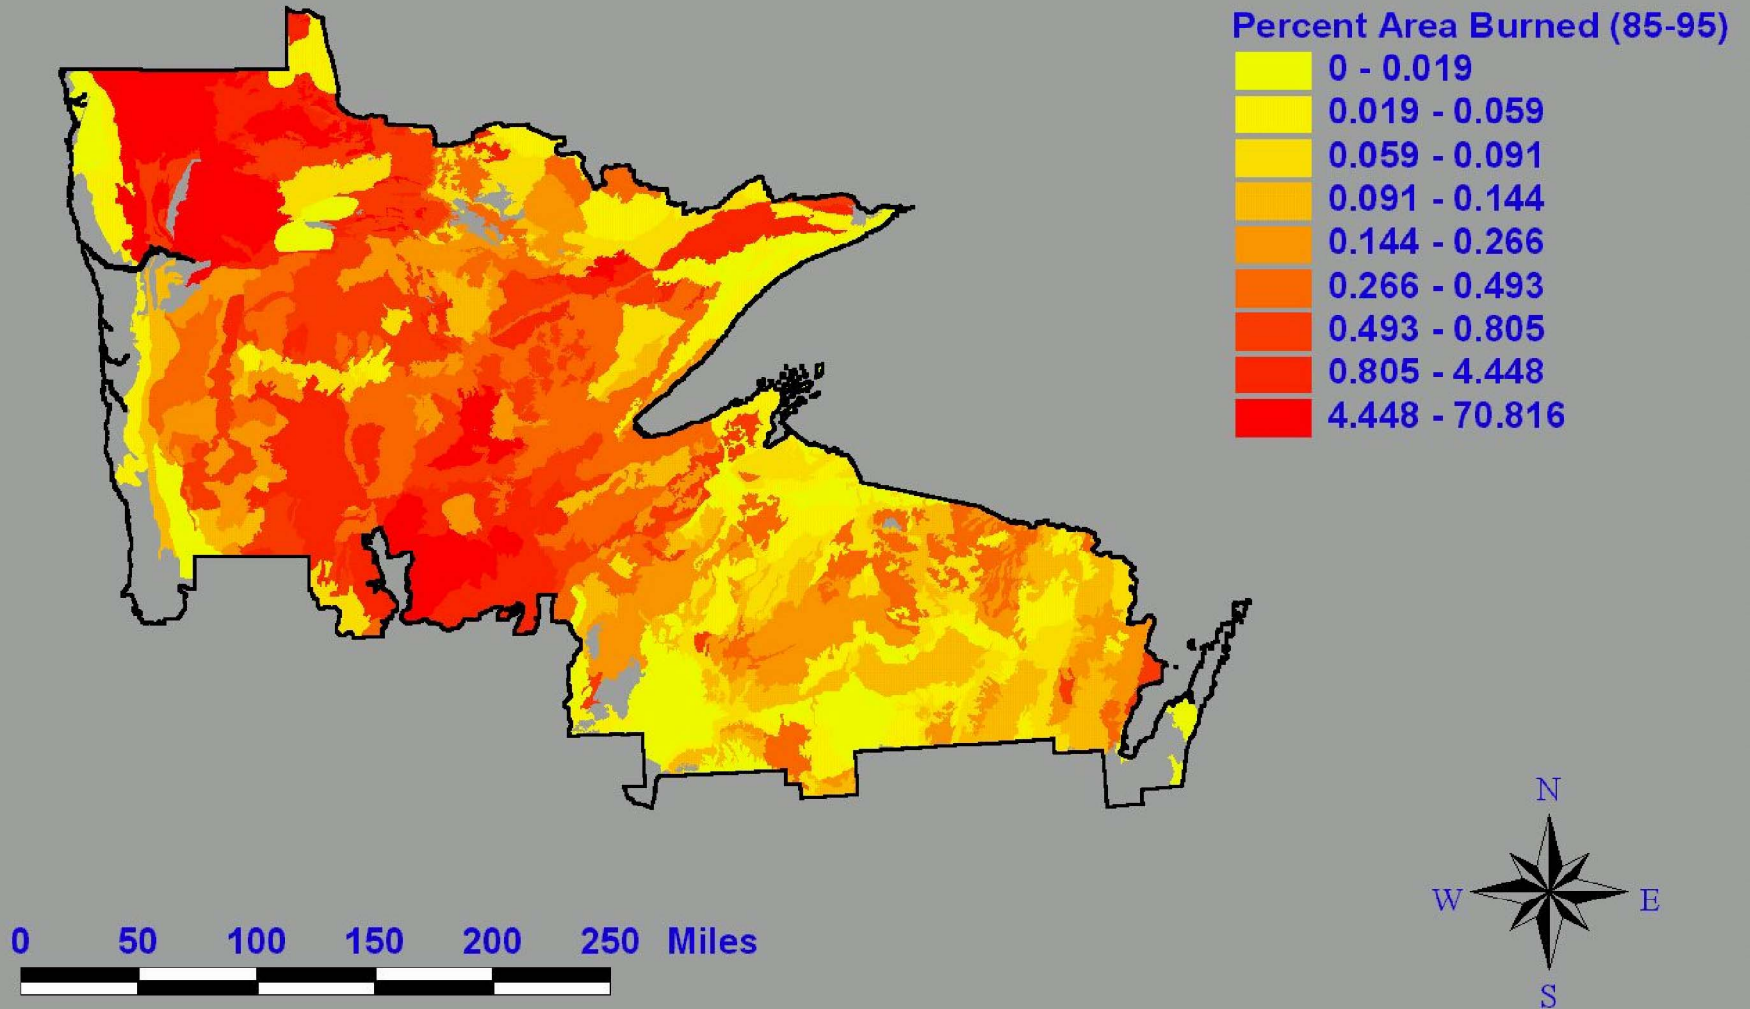 Percent Area Burned (85-95)
0 - 0.019
0.019 - 0.059
0.059 - 0.091
0.091 - 0.144
0.144 - 0.266
0.266 - 0.493
0.493 - 0.805
0.805 - 4.448
4.448 - 70.816
N
W E
S
0 50 100 150 200 250 Miles